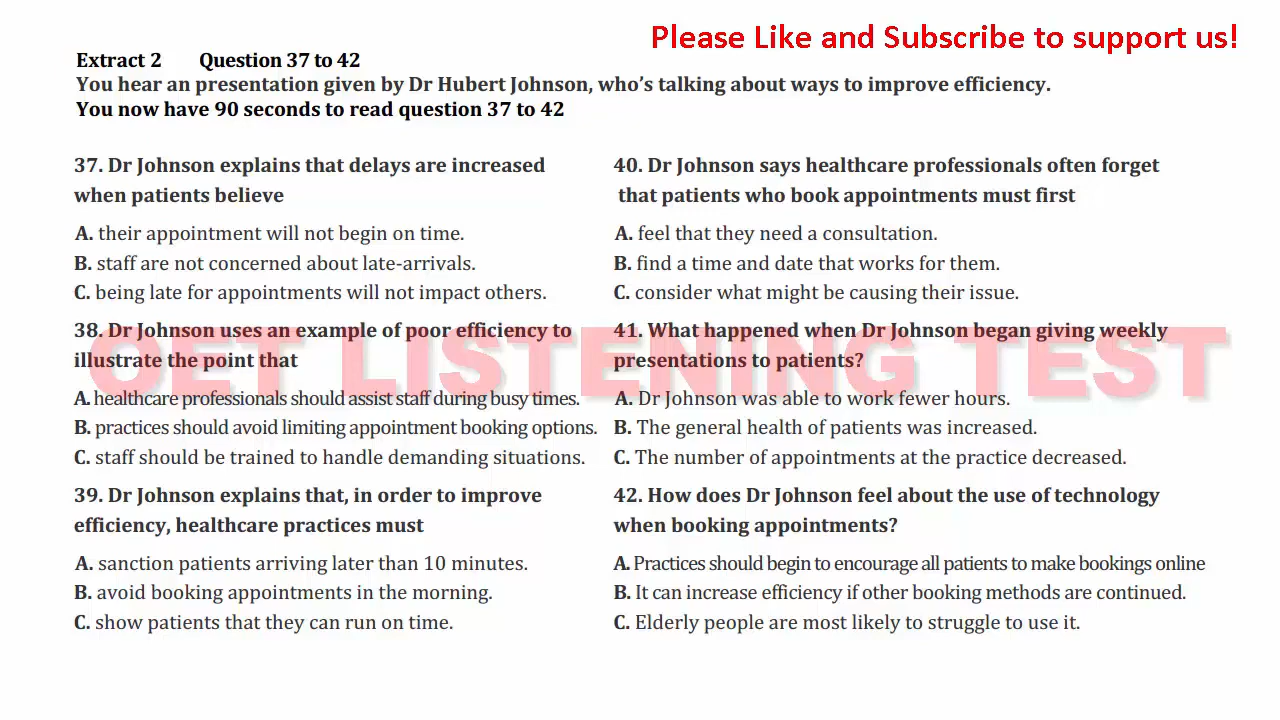 Please Like and Subscribe to support us!
Extract 2 Question 37 to 42
You hear an presentation given by Dr Hubert Johnson, who's talking about ways to improve efficiency.
You now have 90 seconds to read question 37 to 42
37. Dr Johnson explains that delays are increased
when patients believe
A. their appointment will not begin on time.
B. staff are not concerned about late-arrivals.
C. being late for appointments will not impact others.
38. Dr Johnson uses an example of poor efficiency to
illustrate the point that
A. healthcare professionals should assist staff during busy times.
B. practices should avoid limiting appointment booking options.
C. staff should be trained to handle demanding situations.
39. Dr Johnson explains that, in order to improve
efficiency, healthcare practices must
A. sanction patients arriving later than 10 minutes.
B. avoid booking appointments in the morning.
C. show patients that they can run on time.
40. Dr Johnson says healthcare professionals often forget
that patients who book appointments must first
A. feel that they need a consultation.
B. find a time and date that works for them.
C. consider what might be causing their issue.
41. What happened when Dr Johnson began giving weekly
presentations to patients?
A. Dr Johnson was able to work fewer hours.
B. The general health of patients was increased.
C. The number of appointments at the practice decreased.
42. How does Dr Johnson feel about the use of technology
when booking appointments?
A. Practices should begin to encourage all patients to make bookings online
B. It can increase efficiency if other booking methods are continued.
C. Elderly people are most likely to struggle to use it.
OET LISTENING TEST